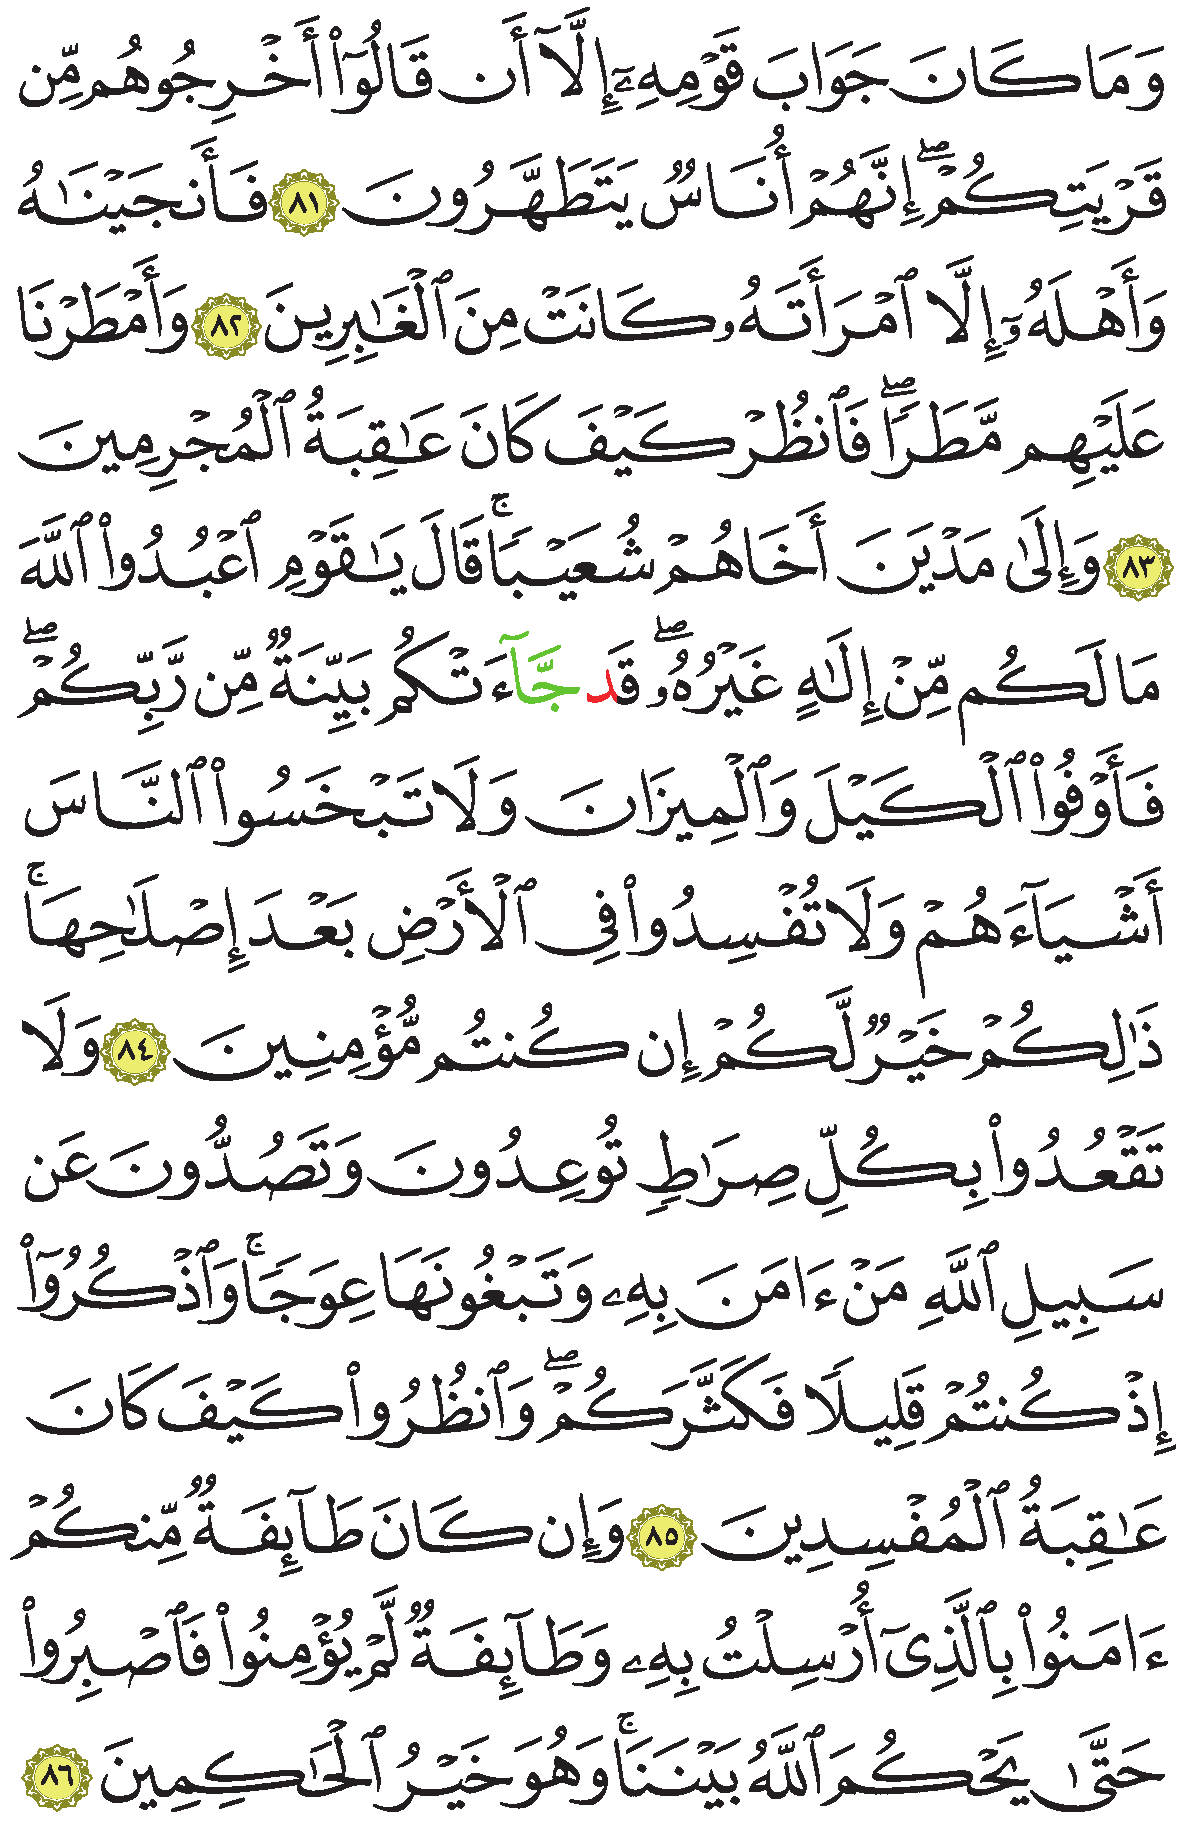 وَمَا كَانَ جَوَابَ قَوْمِهِۦٓ إِلَّآ أَن قَالُوٓا۟ أَخْرِجُوهُم مِّن
قَرْيَتِكُمْ ۖ إِنَّهُمْ أُنَاسٌ يَتَطَهَّرُونَ ٨١ فَأَنجَيْنَـٰهُ
وَأَهْلَهُۥٓ إِلَّا ٱمْرَأَتَهُۥ كَانَتْ مِنَ ٱلْغَـٰبِرِينَ ٨٢ وَأَمْطَرْنَا
عَلَيْهِم مَّطَرًا ۖ فَٱنظُرْ كَيْفَ كَانَ عَـٰقِبَةُ ٱلْمُجْرِمِينَ
٨٣ وَإِلَىٰ مَدْيَنَ أَخَاهُمْ شُعَيْبًا ۚ قَالَ يَـٰقَوْمِ ٱعْبُدُوا۟ ٱللَّهَ
مَا لَكُم مِّنْ إِلَـٰهٍ غَيْرُهُۥ ۖ قَد جَّآءَتْكُم بَيِّنَةٌ مِّن رَّبِّكُمْ ۖ
فَأَوْفُوا۟ ٱلْكَيْلَ وَٱلْمِيزَانَ وَلَا تَبْخَسُوا۟ ٱلنَّاسَ
أَشْيَآءَهُمْ وَلَا تُفْسِدُوا۟ فِى ٱلْأَرْضِ بَعْدَ إِصْلَـٰحِهَا ۚ
ذَٰلِكُمْ خَيْرٌ لَّكُمْ إِن كُنتُم مُّؤْمِنِينَ ٨٤ وَلَا
تَقْعُدُوا۟ بِكُلِّ صِرَٰطٍ تُوعِدُونَ وَتَصُدُّونَ عَن
سَبِيلِ ٱللَّهِ مَنْ ءَامَنَ بِهِۦ وَتَبْغُونَهَا عِوَجًا ۚ وَٱذْكُرُوٓا۟
إِذْ كُنتُمْ قَلِيلًا فَكَثَّرَكُمْ ۖ وَٱنظُرُوا۟ كَيْفَ كَانَ
عَـٰقِبَةُ ٱلْمُفْسِدِينَ ٨٥ وَإِن كَانَ طَآئِفَةٌ مِّنكُمْ
ءَامَنُوا۟ بِٱلَّذِىٓ أُرْسِلْتُ بِهِۦ وَطَآئِفَةٌ لَّمْ يُؤْمِنُوا۟ فَٱصْبِرُوا۟
حَتَّىٰ يَحْكُمَ ٱللَّهُ بَيْنَنَا ۚ وَهُوَ خَيْرُ ٱلْحَـٰكِمِينَ ٨٦